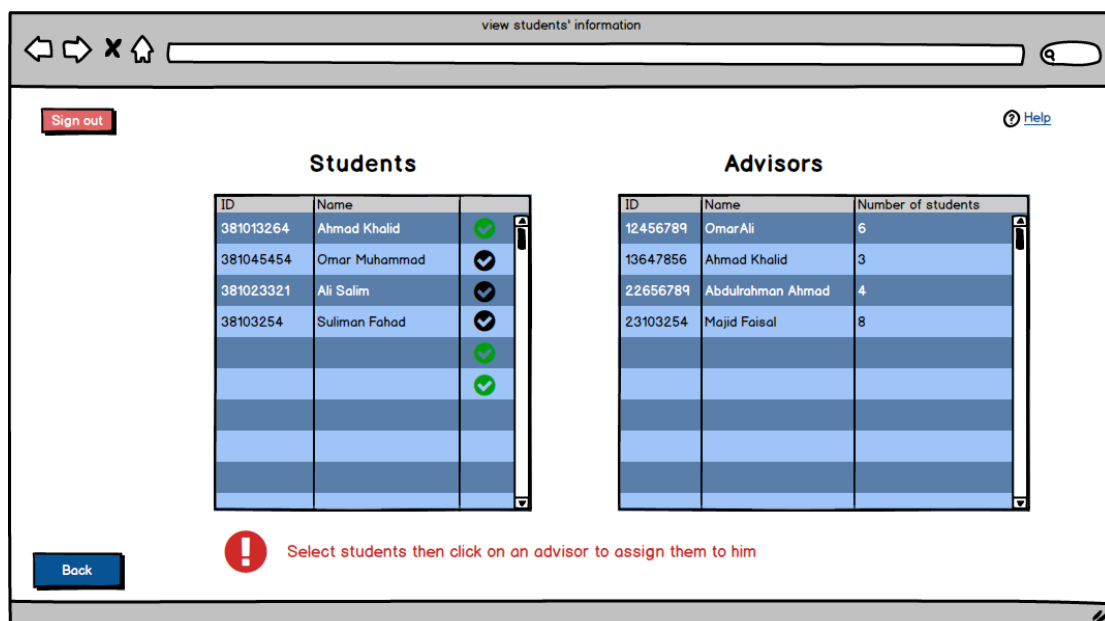 view students' information
Sign out
Help
Students
ID Name
381013264 Ahmad Khalid
381045454 Omar Muhammad
381023321 Ali Salim
38103254 Suliman Fahad
Advisors
ID Name Number of students
12456789 OmarAli 6
13647856 Ahmad Khalid 3
22656789 Abdulrahman Ahmad 4
23103254 Majid Faisal 8
Select students then click on an advisor to assign them to him
Back